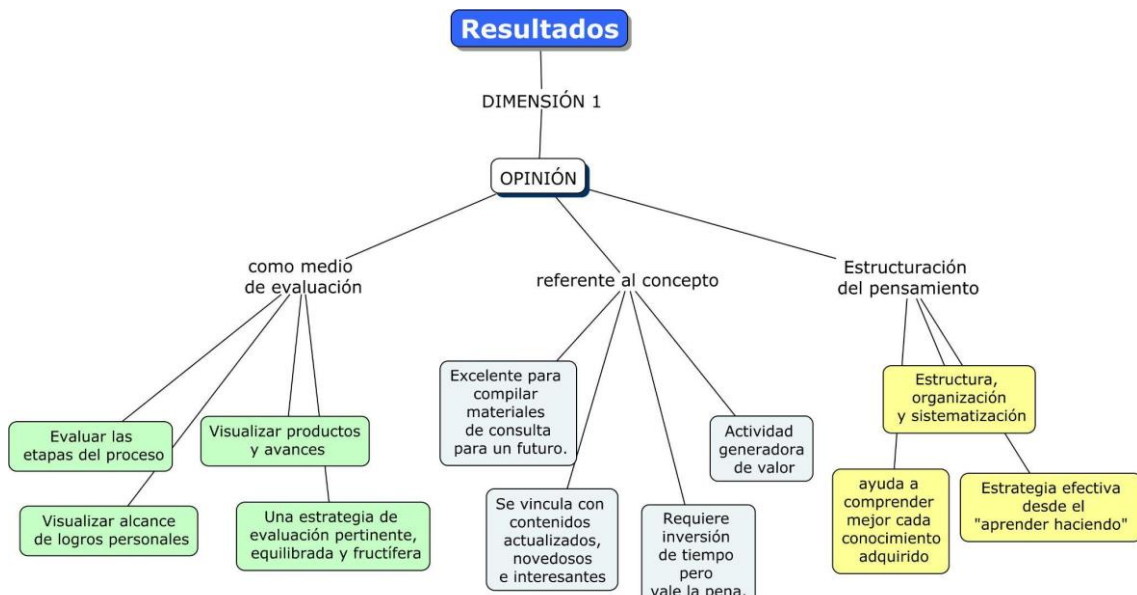 Resultados
DIMENSIÓN 1
OPINIÓN
como medio
de evaluación
Evaluar las
etapas del proceso
Visualizar alcance
de logros personales
Visualizar productos
y avances
Una estrategia de
evaluación pertinente,
equilibrada y fructífera
referente al concepto
Excelente para
compilar
materiales
de consulta
para un futuro.
Se vincula con
contenidos
actualizados,
novedosos
e interesantes
Requiere
inversión
de tiempo
pero
vale la pena.
Actividad
generadora
de valor
Estructuración
del pensamiento
Estructura,
organización
y sistematización
ayuda a
comprender
mejor cada
conocimiento
adquirido
Estrategia efectiva
desde el
"aprender haciendo"